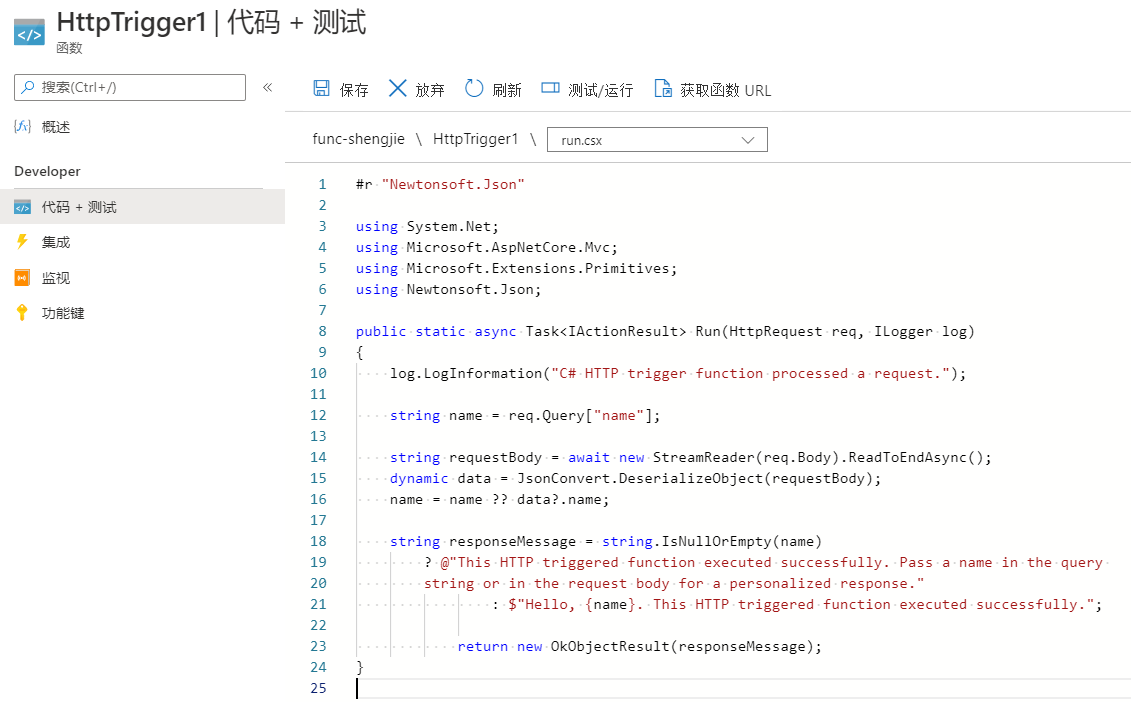 HttpTrigger1 | 代码 + 测试
函数
搜索(Ctrl+/)
«
保存
放弃
刷新
测试/运行
获取函数 URL
概述
func-shengjie \ HttpTrigger1 \ run.csx
Developer
代码 + 测试
集成
监视
功能键
1 #r "Newtonsoft.Json"
2
3 using System.Net;
4 using Microsoft.AspNetCore.Mvc;
5 using Microsoft.Extensions.Primitives;
6 using Newtonsoft.Json;
7
8 public static async Task<IActionResult> Run(HttpRequest req, ILogger log)
9 {
10 log.LogInformation("C# HTTP trigger function processed a request.");
11
12 string name = req.Query["name"];
13
14 string requestBody = await new StreamReader(req.Body).ReadToEndAsync();
15 dynamic data = JsonConvert.DeserializeObject(requestBody);
16 name = name ?? data?.name;
17
18 string responseMessage = string.IsNullOrEmpty(name)
19 ? @"This HTTP triggered function executed successfully. Pass a name in the query
20 string or in the request body for a personalized response."
21 : $"Hello, {name}. This HTTP triggered function executed successfully.";
22
23 return new OkObjectResult(responseMessage);
24 }
25